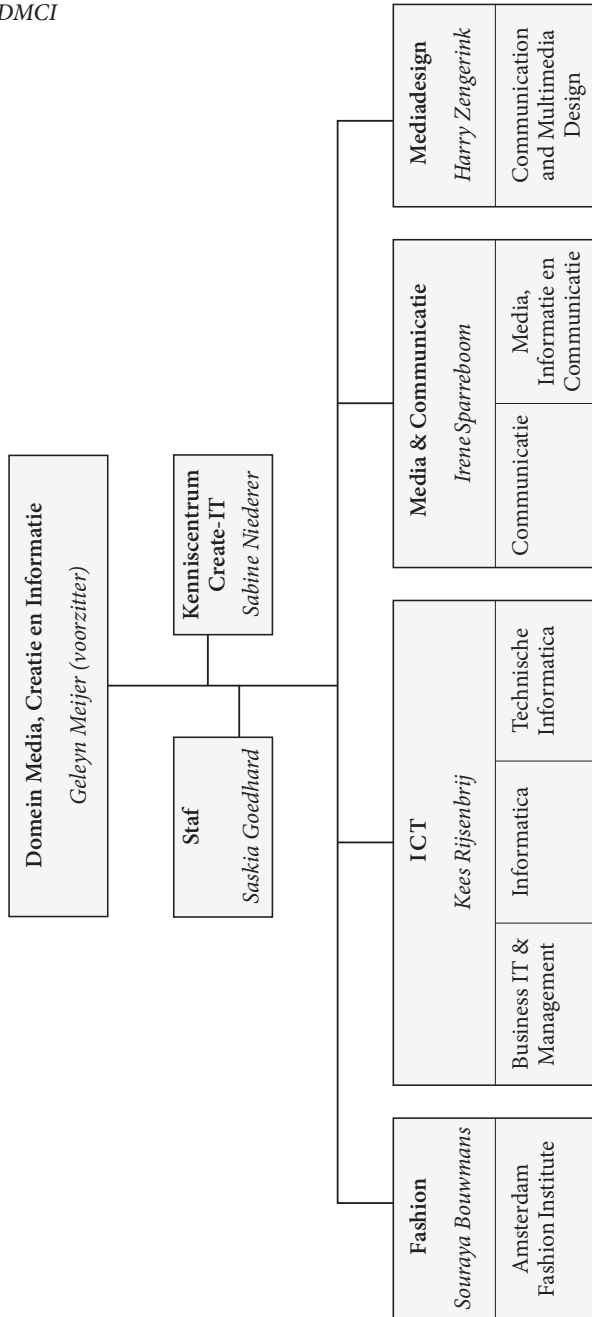 DMCI
Domein Media, Creatie en Informatie
Geleyn Meijer (voorzitter)
Staf
Saskia Goedhard
Kenniscentrum
Create-IT
Sabine Niederer
Fashion
Souraya Bouwmans
Amsterdam
Fashion Institute
ICT
Kees Rijsenbrij
Business IT &
Management
Informatica
Technische
Informatica
Media & Communicatie
Irene Sparreboom
Communicatie
Media,
Informatie en
Communicatie
Mediadesign
Harry Zengerink
Communication
and Multimedia
Design